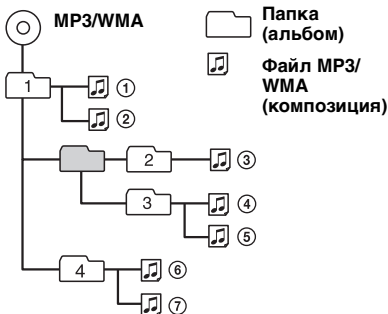 MP3/WMA
Папка
(альбом)
Файл MP3/
WMA
(композиция)
1
①
②
2
③
3
④
⑤
4
⑥
⑦